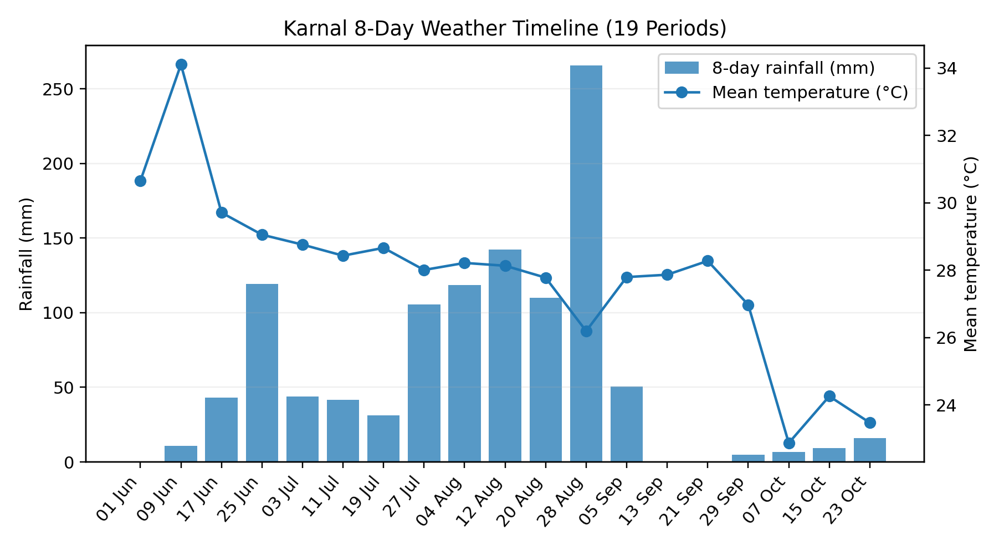 Karnal 8-Day Weather Timeline (19 Periods)
8-day rainfall (mm)
Mean temperature (°C)
Rainfall (mm)
250
200
150
100
50
0
34
32
30
28
26
24
Mean temperature (°C)
01 Jun
09 Jun
17 Jun
25 Jun
03 Jul
11 Jul
19 Jul
27 Jul
04 Aug
12 Aug
20 Aug
28 Aug
05 Sep
13 Sep
21 Sep
29 Sep
07 Oct
15 Oct
23 Oct